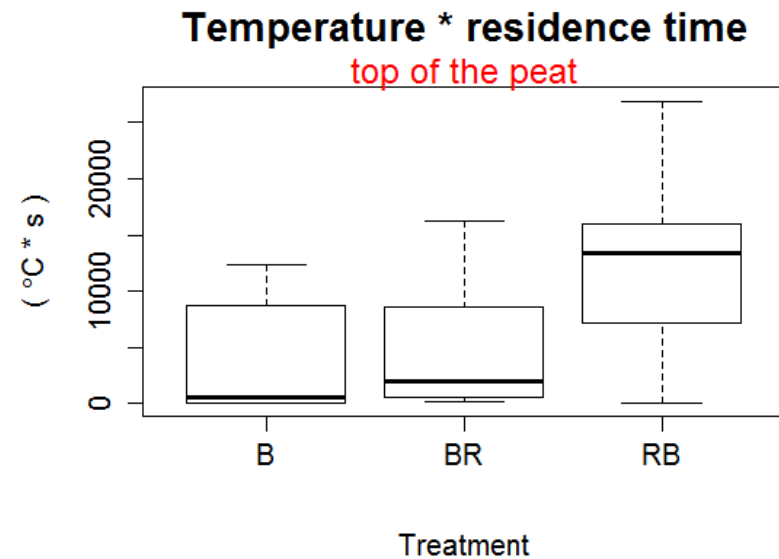 Temperature * residence time
top of the peat
( °C * s )
20000
10000
0
B BR RB
Treatment